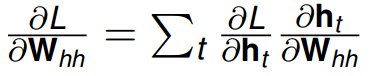 ∂L/∂W_hh = ∑_t ∂L/∂h_t ∂h_t/∂W_hh